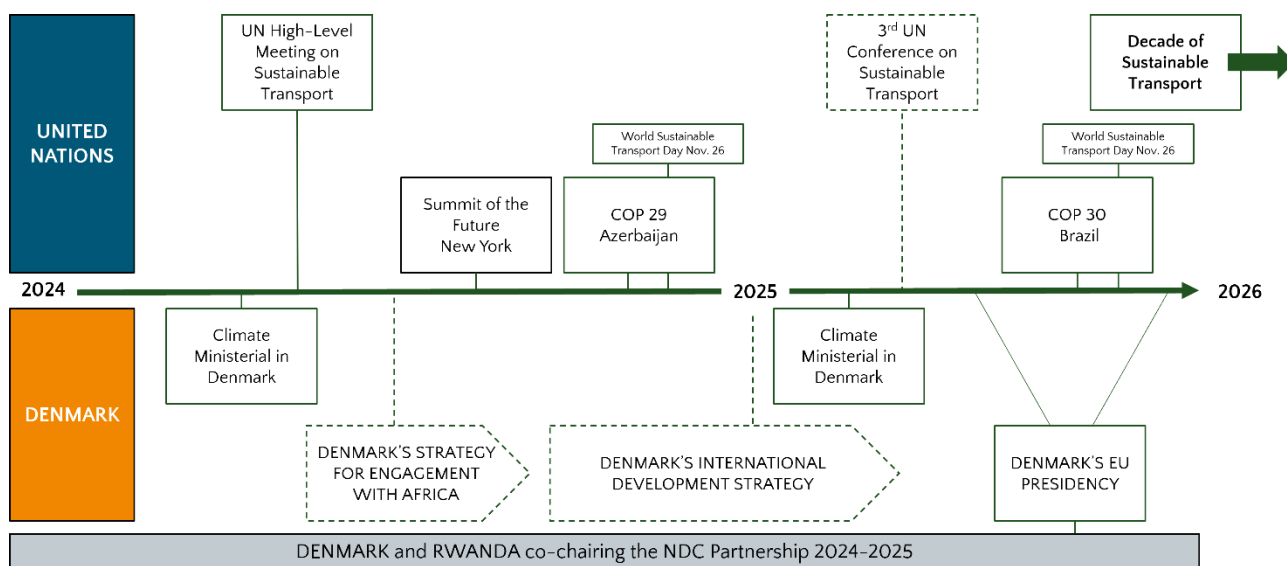 UNITED
NATIONS
UN High-Level
Meeting on
Sustainable
Transport
3rd UN
Conference on
Sustainable
Transport
Decade of
Sustainable
Transport
World Sustainable
Transport Day Nov. 26
World Sustainable
Transport Day Nov. 26
Summit of the
Future
New York
COP 29
Azerbaijan
COP 30
Brazil
2024
2025
2026
DENMARK
Climate
Ministerial in
Denmark
Climate
Ministerial in
Denmark
DENMARK'S STRATEGY
FOR ENGAGEMENT
WITH AFRICA
DENMARK'S INTERNATIONAL
DEVELOPMENT STRATEGY
DENMARK'S EU
PRESIDENCY
DENMARK and RWANDA co-chairing the NDC Partnership 2024-2025